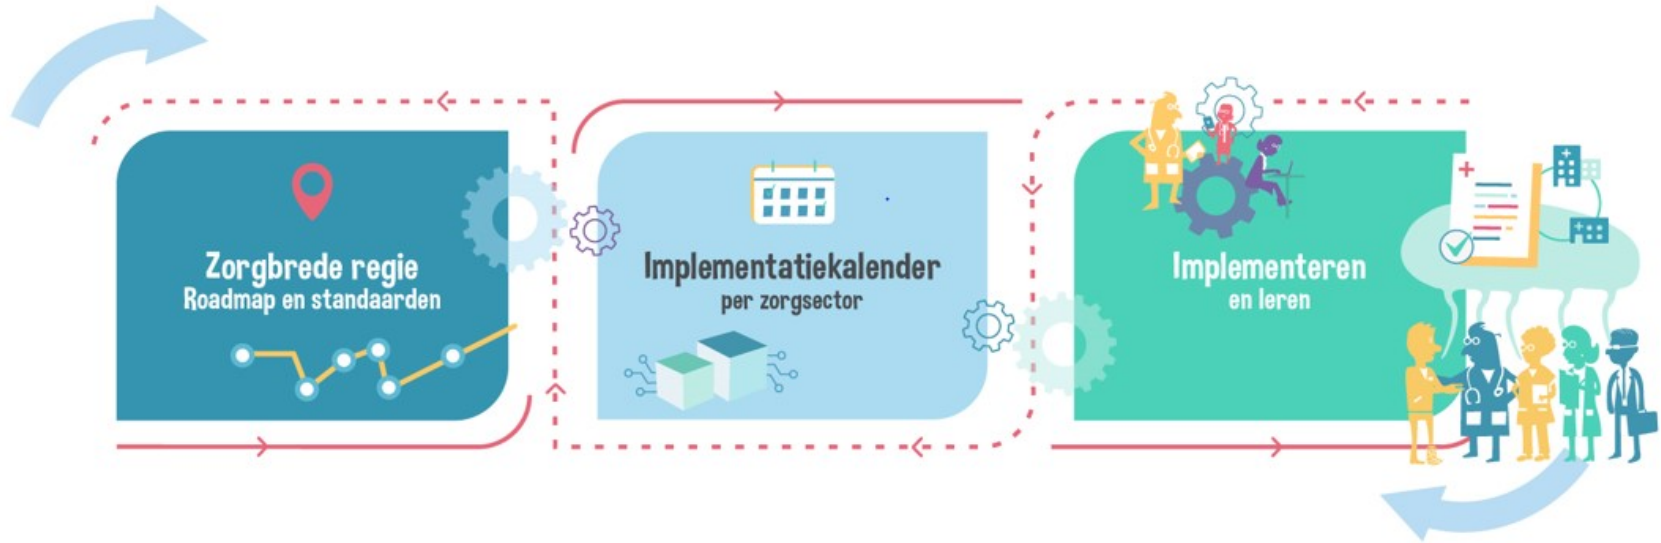 Zorgbrede regie
Roadmap en standaarden
Implementatiekalender
per zorgsector
Implementeren
en leren